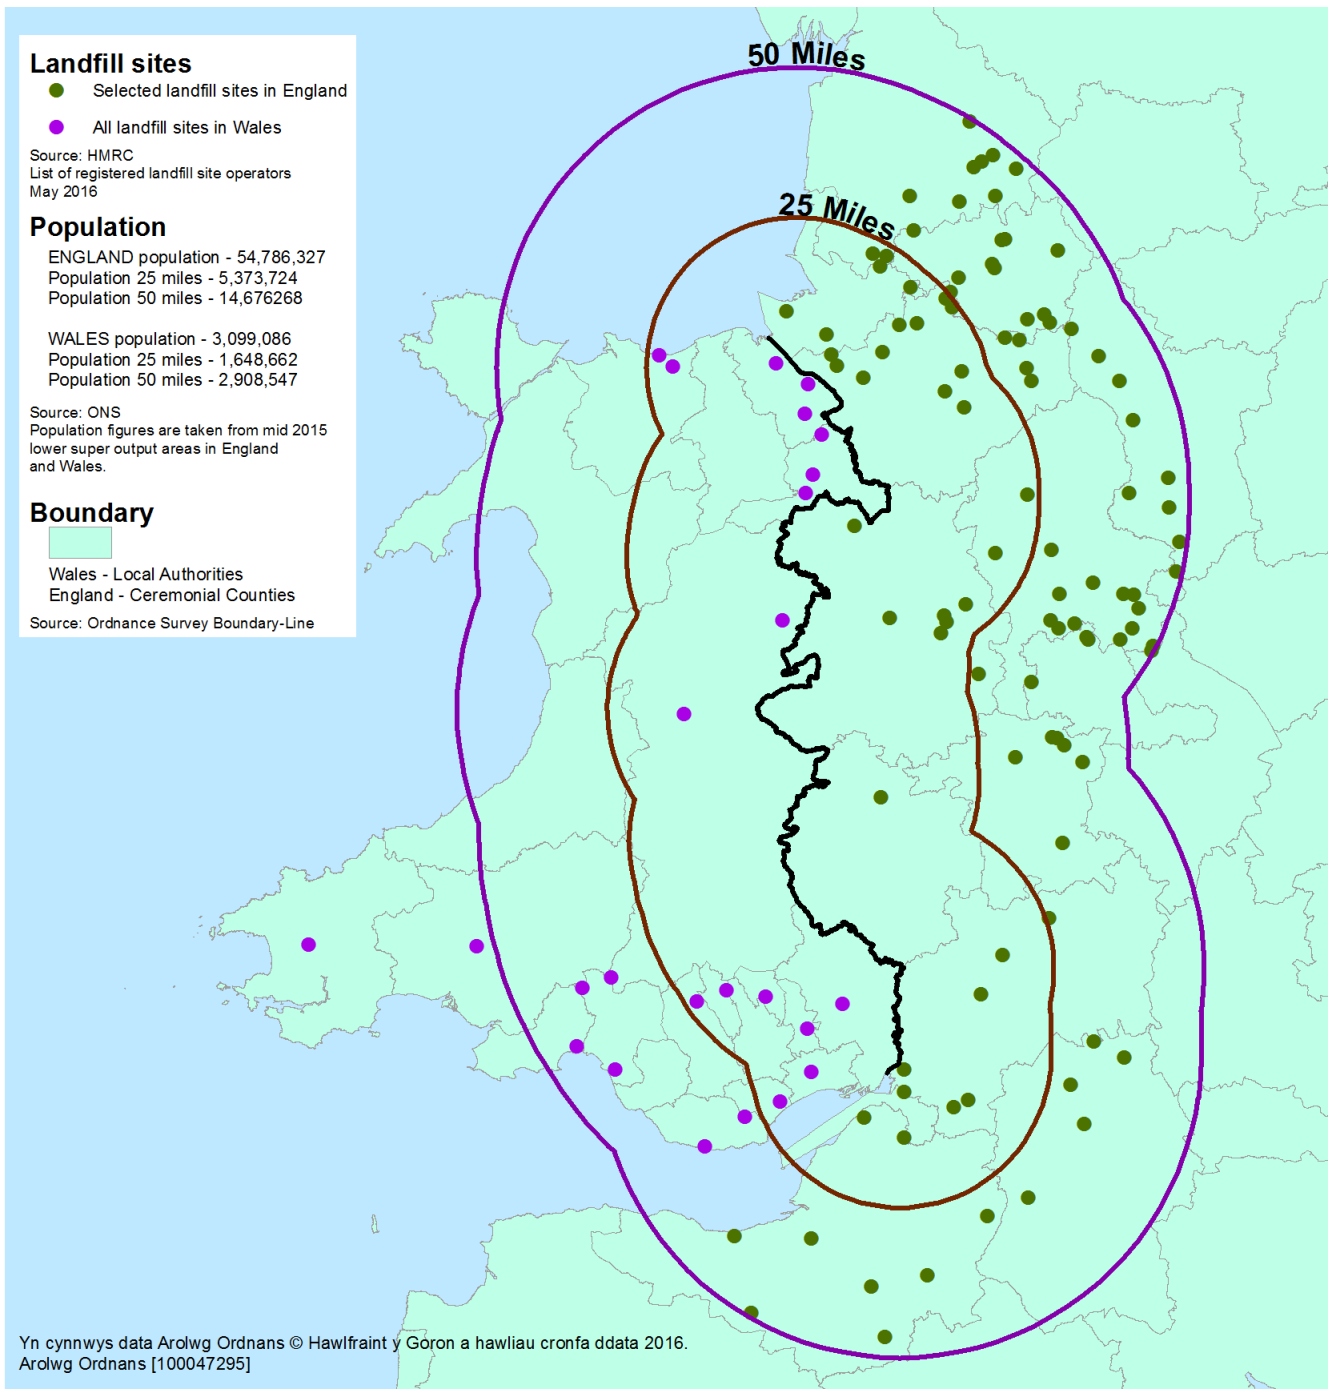 Landfill sites
Selected landfill sites in England
All landfill sites in Wales
Source: HMRC
List of registered landfill site operators
May 2016
Population
ENGLAND population - 54,786,327
Population 25 miles - 5,373,724
Population 50 miles - 14,676268
WALES population - 3,099,086
Population 25 miles - 1,648,662
Population 50 miles - 2,908,547
Source: ONS
Population figures are taken from mid 2015
lower super output areas in England
and Wales.
Boundary
Wales - Local Authorities
England - Ceremonial Counties
Source: Ordnance Survey Boundary-Line
50 Miles
25 Miles
Yn cynnwys data Arolwg Ordnans © Hawlfraint y Goron a hawliau cronfa ddata 2016.
Arolwg Ordnans [100047295]